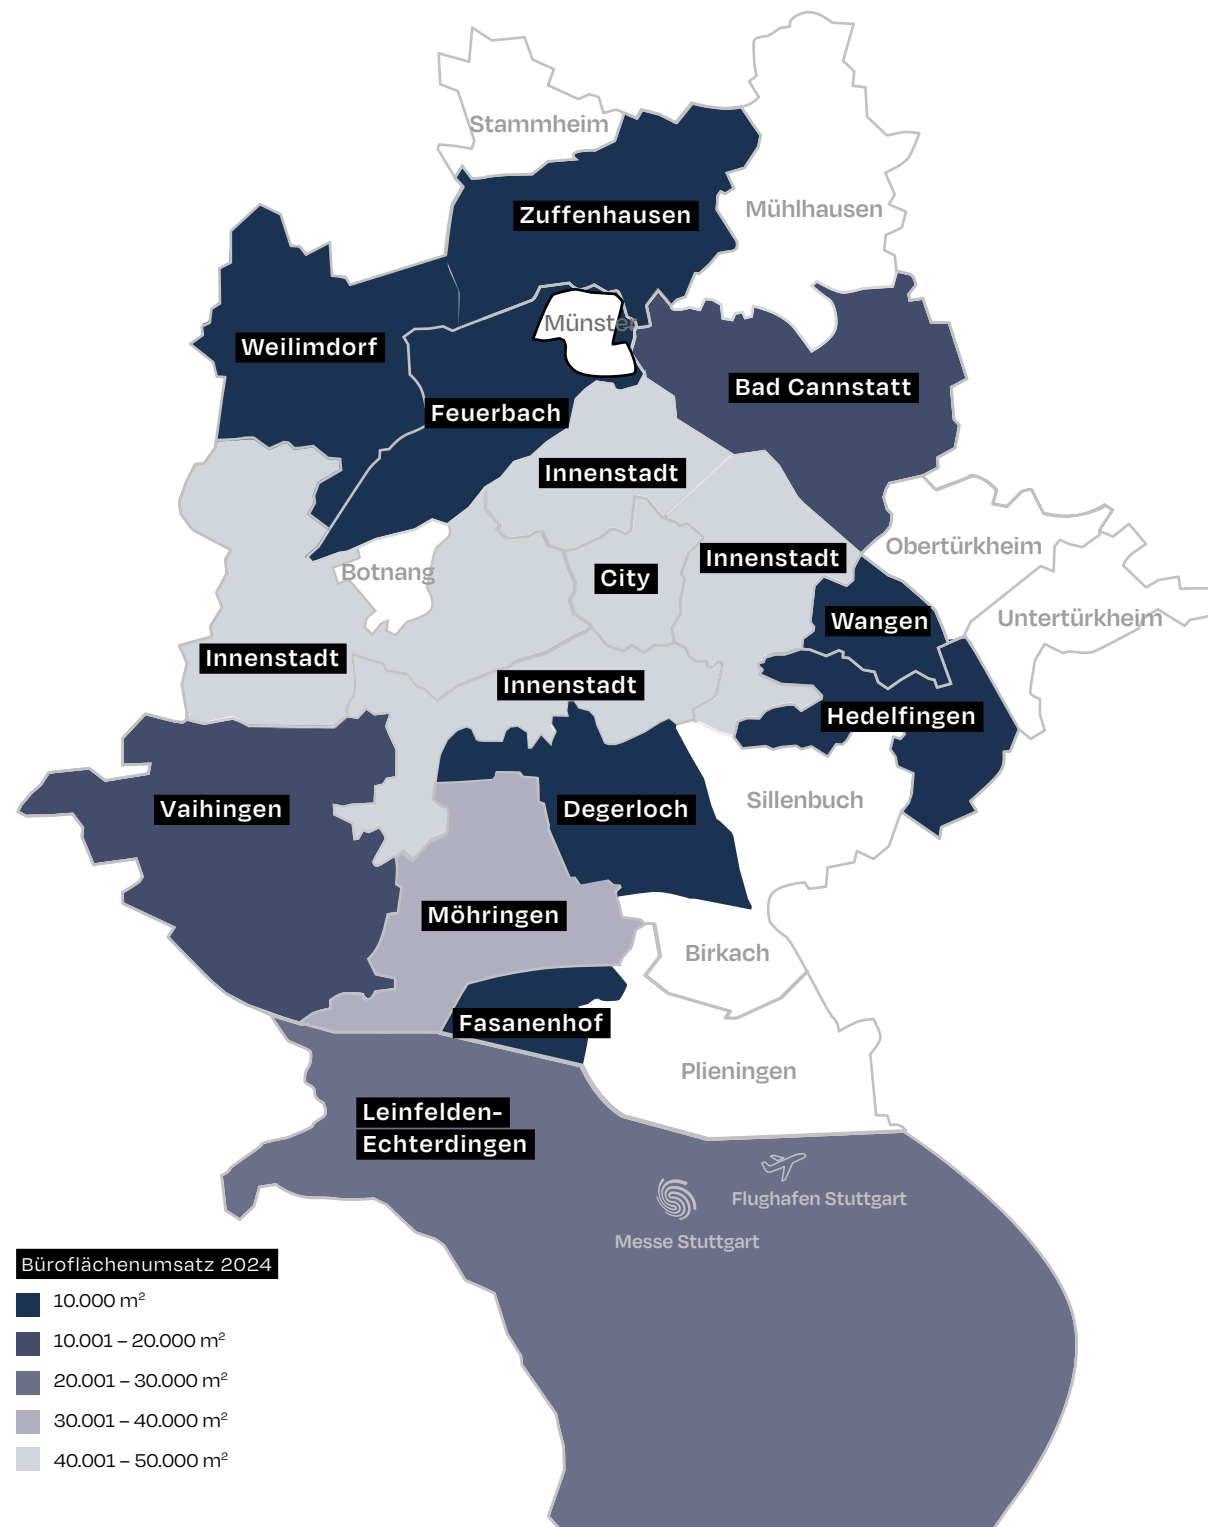 Stammheim
Mühlhausen
Zuffenhausen
Münster
Weilimdorf
Bad Cannstatt
Feuerbach
Innenstadt
Obertürkheim
Innenstadt
Botnang
City
Untertürkheim
Wangen
Innenstadt
Innenstadt
Hedelfingen
Sillenbuch
Vaihingen
Degerloch
Möhringen
Birkach
Fasanenhof
Plieningen
Leinfelden-
Echterdingen
Flughafen Stuttgart
Messe Stuttgart
Büroflächenumsatz 2024
10.000 m²
10.001 – 20.000 m²
20.001 – 30.000 m²
30.001 – 40.000 m²
40.001 – 50.000 m²